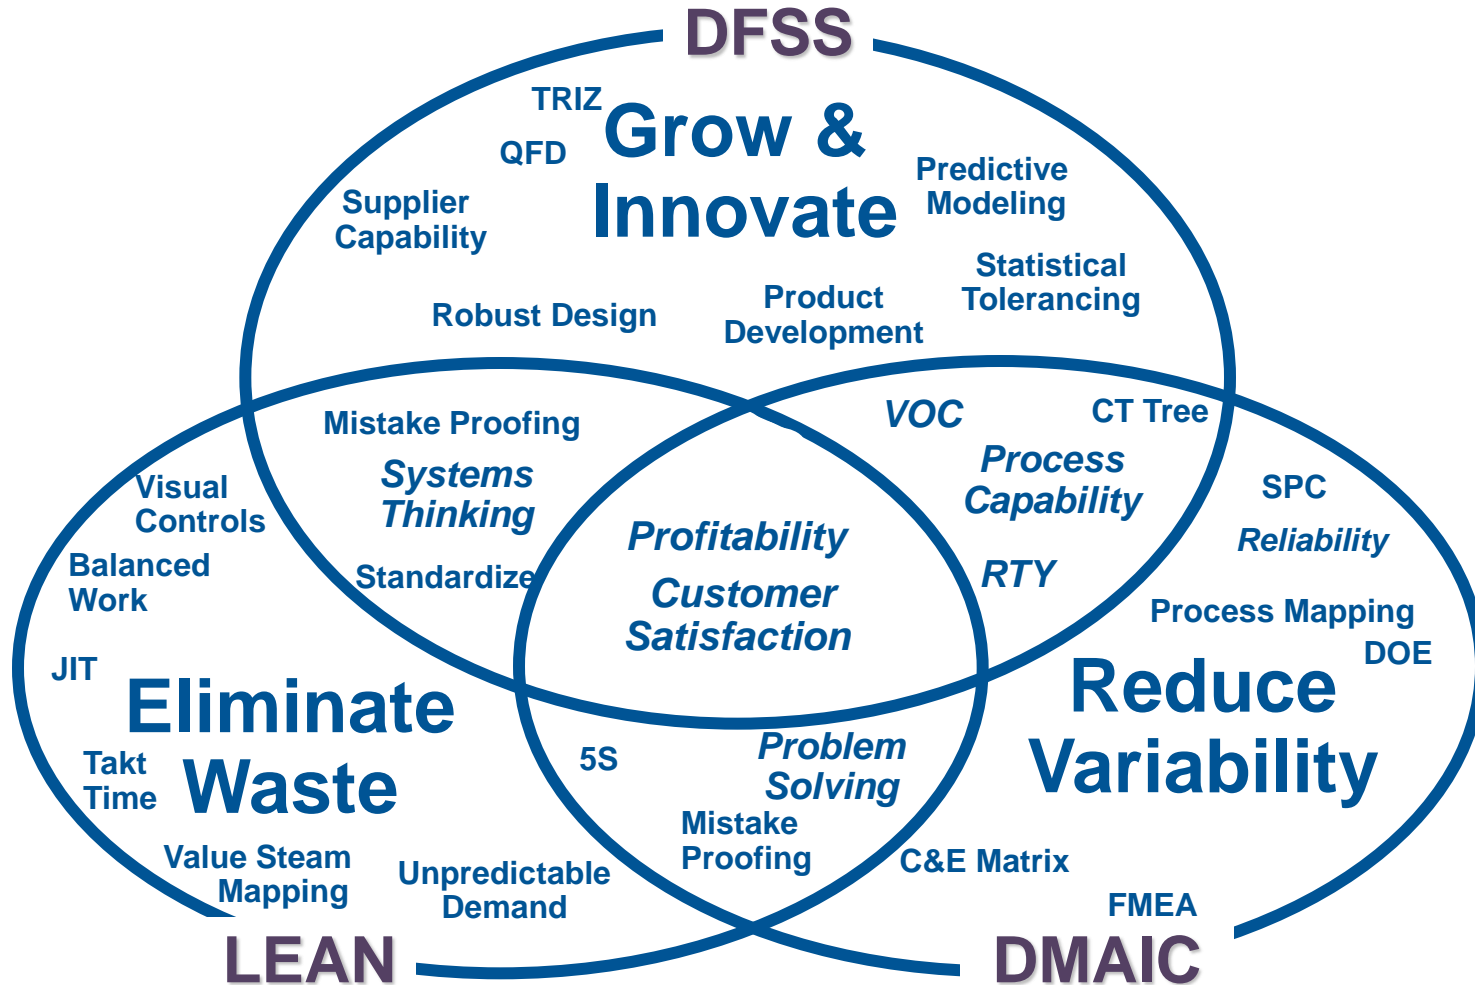 DFSS
TRIZ
Grow &
Innovate
QFD
Supplier
Capability
Predictive
Modeling
Statistical
Tolerancing
Robust Design
Product
Development
Mistake Proofing
Systems
Thinking
Standardize
VOC
CT Tree
Process
Capability
RTY
Profitability
Customer
Satisfaction
Visual
Controls
Balanced
Work
JIT
Eliminate
Waste
Takt
Time
Value Steam
Mapping
Unpredictable
Demand
5S
Problem
Solving
Mistake
Proofing
SPC
Reliability
Process Mapping
DOE
Reduce
Variability
C&E Matrix
FMEA
LEAN
DMAIC